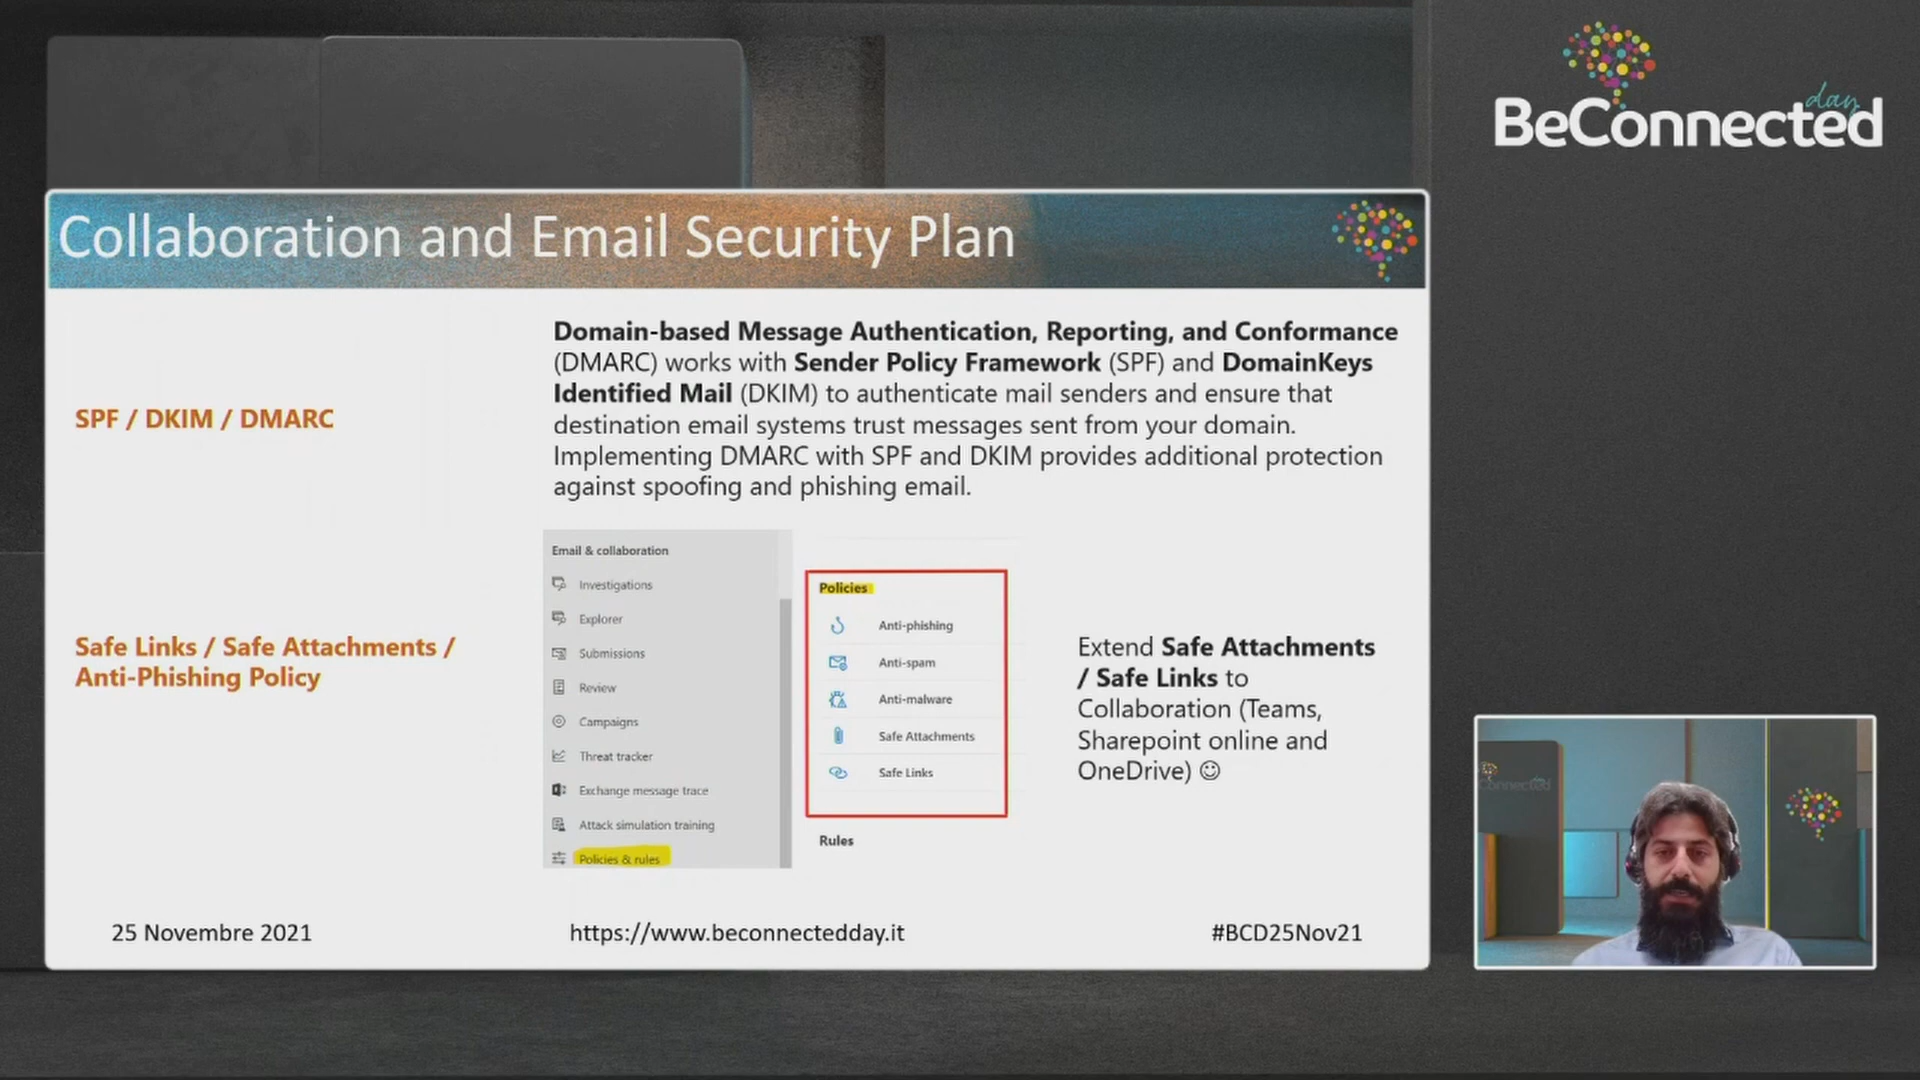 day
BeConnected
Collaboration and Email Security Plan
Domain-based Message Authentication, Reporting, and Conformance
(DMARC) works with Sender Policy Framework (SPF) and DomainKeys
Identified Mail (DKIM) to authenticate mail senders and ensure that
destination email systems trust messages sent from your domain.
Implementing DMARC with SPF and DKIM provides additional protection
against spoofing and phishing email.
SPF / DKIM / DMARC
Safe Links / Safe Attachments /
Anti-Phishing Policy
Email & collaboration
Investigations
Explorer
Submissions
Review
Campaigns
Threat tracker
Exchange message trace
Attack simulation training
Policies & rules
Policies
Anti-phishing
Anti-spam
Anti-malware
Safe Attachments
Safe Links
Rules
Extend Safe Attachments
/ Safe Links to
Collaboration (Teams,
Sharepoint online and
OneDrive) ☺
25 Novembre 2021
https://www.beconnectedday.it
#BCD25Nov21